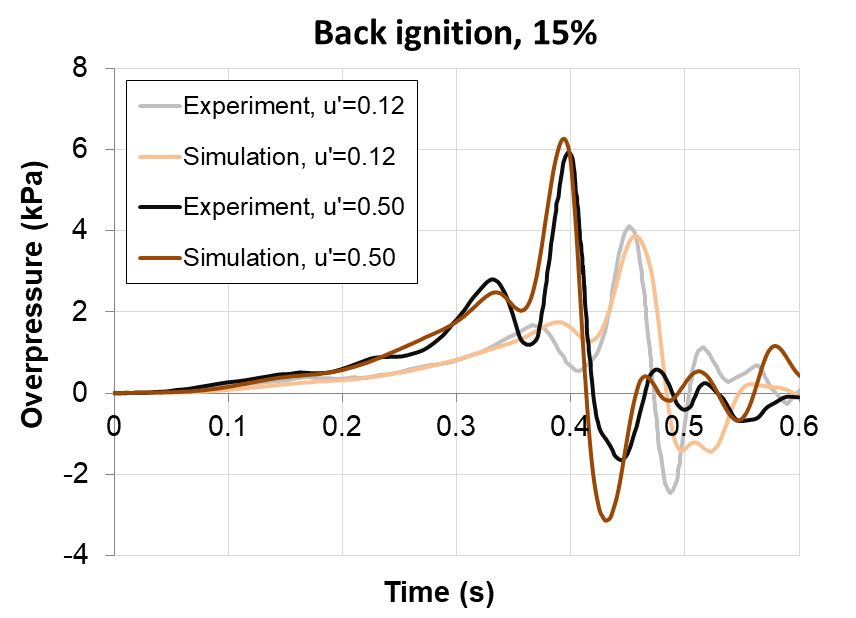 Back ignition, 15%
8
6
4
2
0
-2
-4
Overpressure (kPa)
Experiment, u'=0.12
Simulation, u'=0.12
Experiment, u'=0.50
Simulation, u'=0.50
0 0.1 0.2 0.3 0.4 0.5 0.6
Time (s)